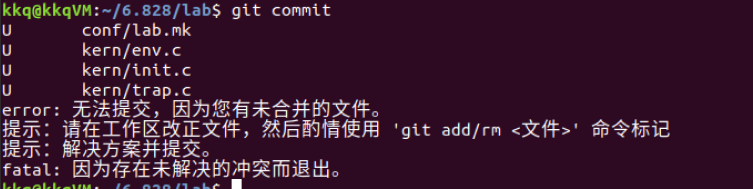 kkq@kkqVM:~/6.828/lab$ git commit
U       conf/lab.mk
U       kern/env.c
U       kern/init.c
U       kern/trap.c
error: 无法提交，因为您有未合并的文件。
提示：请在工作区改正文件，然后酌情使用 'git add/rm <文件>' 命令标记
提示：解决方案并提交。
fatal: 因为存在未解决的冲突而退出。
kkq@kkqVM:~/6.828/lab$